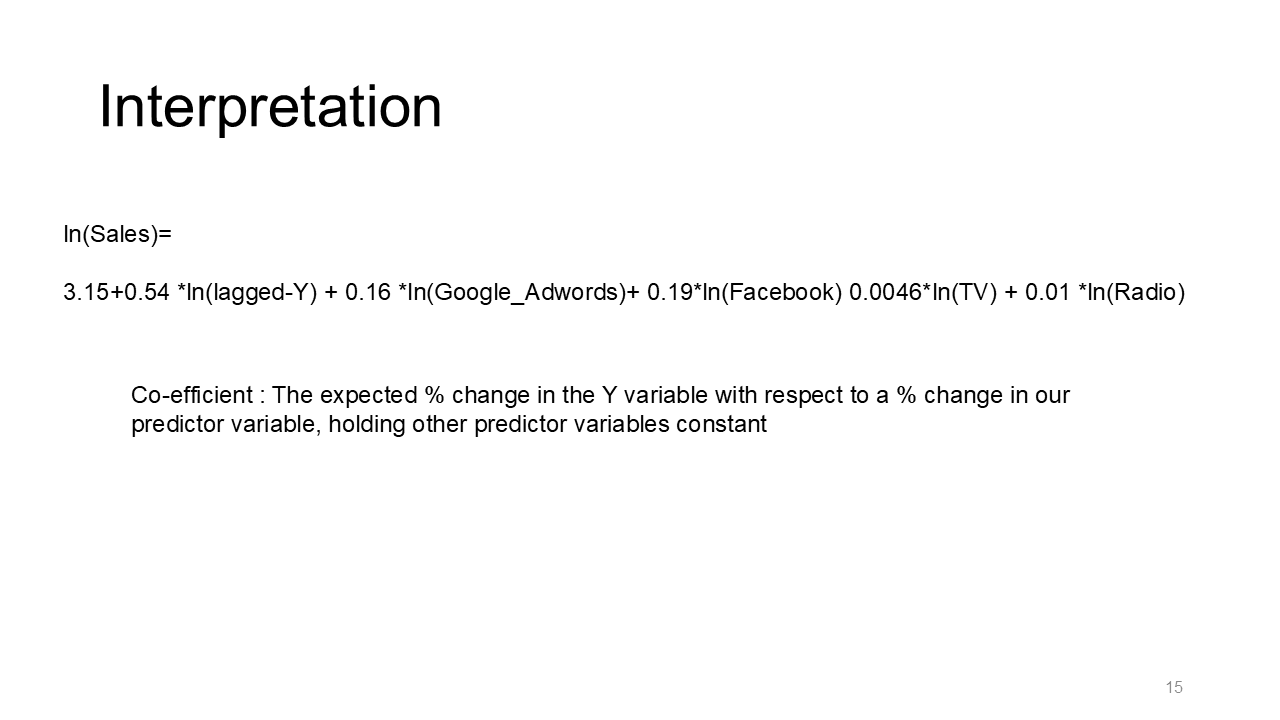 Interpretation
ln(Sales)=
3.15+0.54 *ln(lagged-Y) + 0.16 *ln(Google_Adwords)+ 0.19*ln(Facebook) 0.0046*ln(TV) + 0.01 *ln(Radio)
Co-efficient : The expected % change in the Y variable with respect to a % change in our
predictor variable, holding other predictor variables constant
15